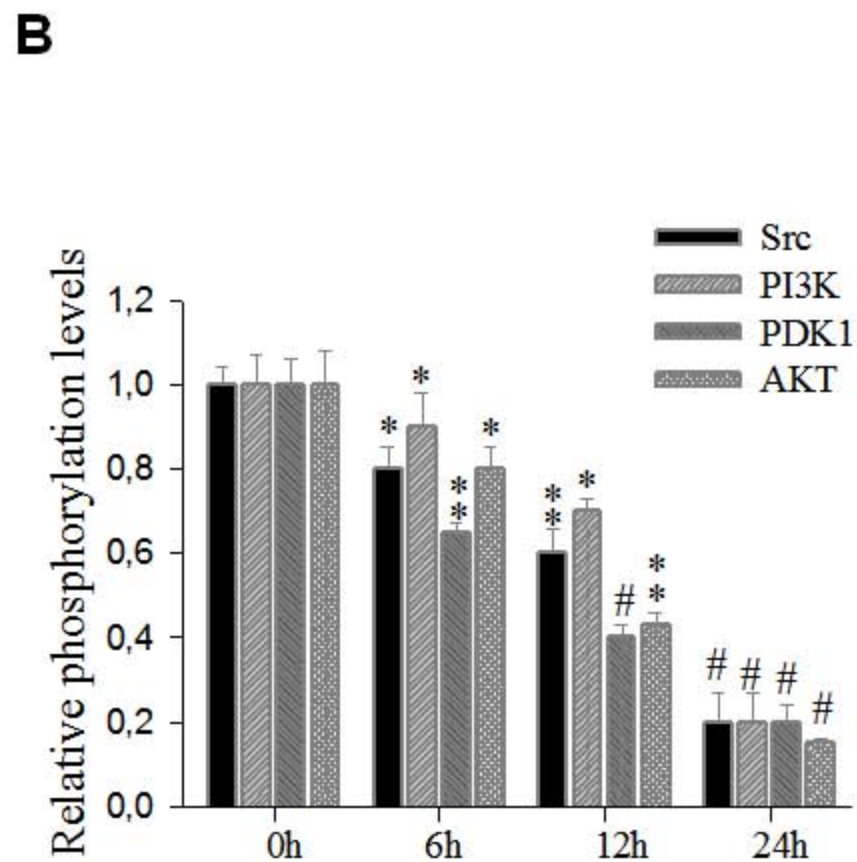 B
Src
PI3K
PDK1
AKT
Relative phosphorylation levels
1,2
1,0
0,8
0,6
0,4
0,2
0,0
* * ** *
** * # **
# # # #
0h 6h 12h 24h